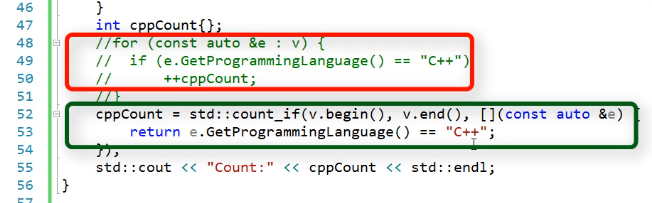 46 }
47 int cppCount{};
48 //for (const auto &e : v) {
49 // if (e.GetProgrammingLanguage() == "C++")
50 // ++cppCount;
51 //}
52 cppCount = std::count_if(v.begin(), v.end(), [](const auto &e) {
53 return e.GetProgrammingLanguage() == "C++";
54 });
55 std::cout << "Count:" << cppCount << std::endl;
56 }
57